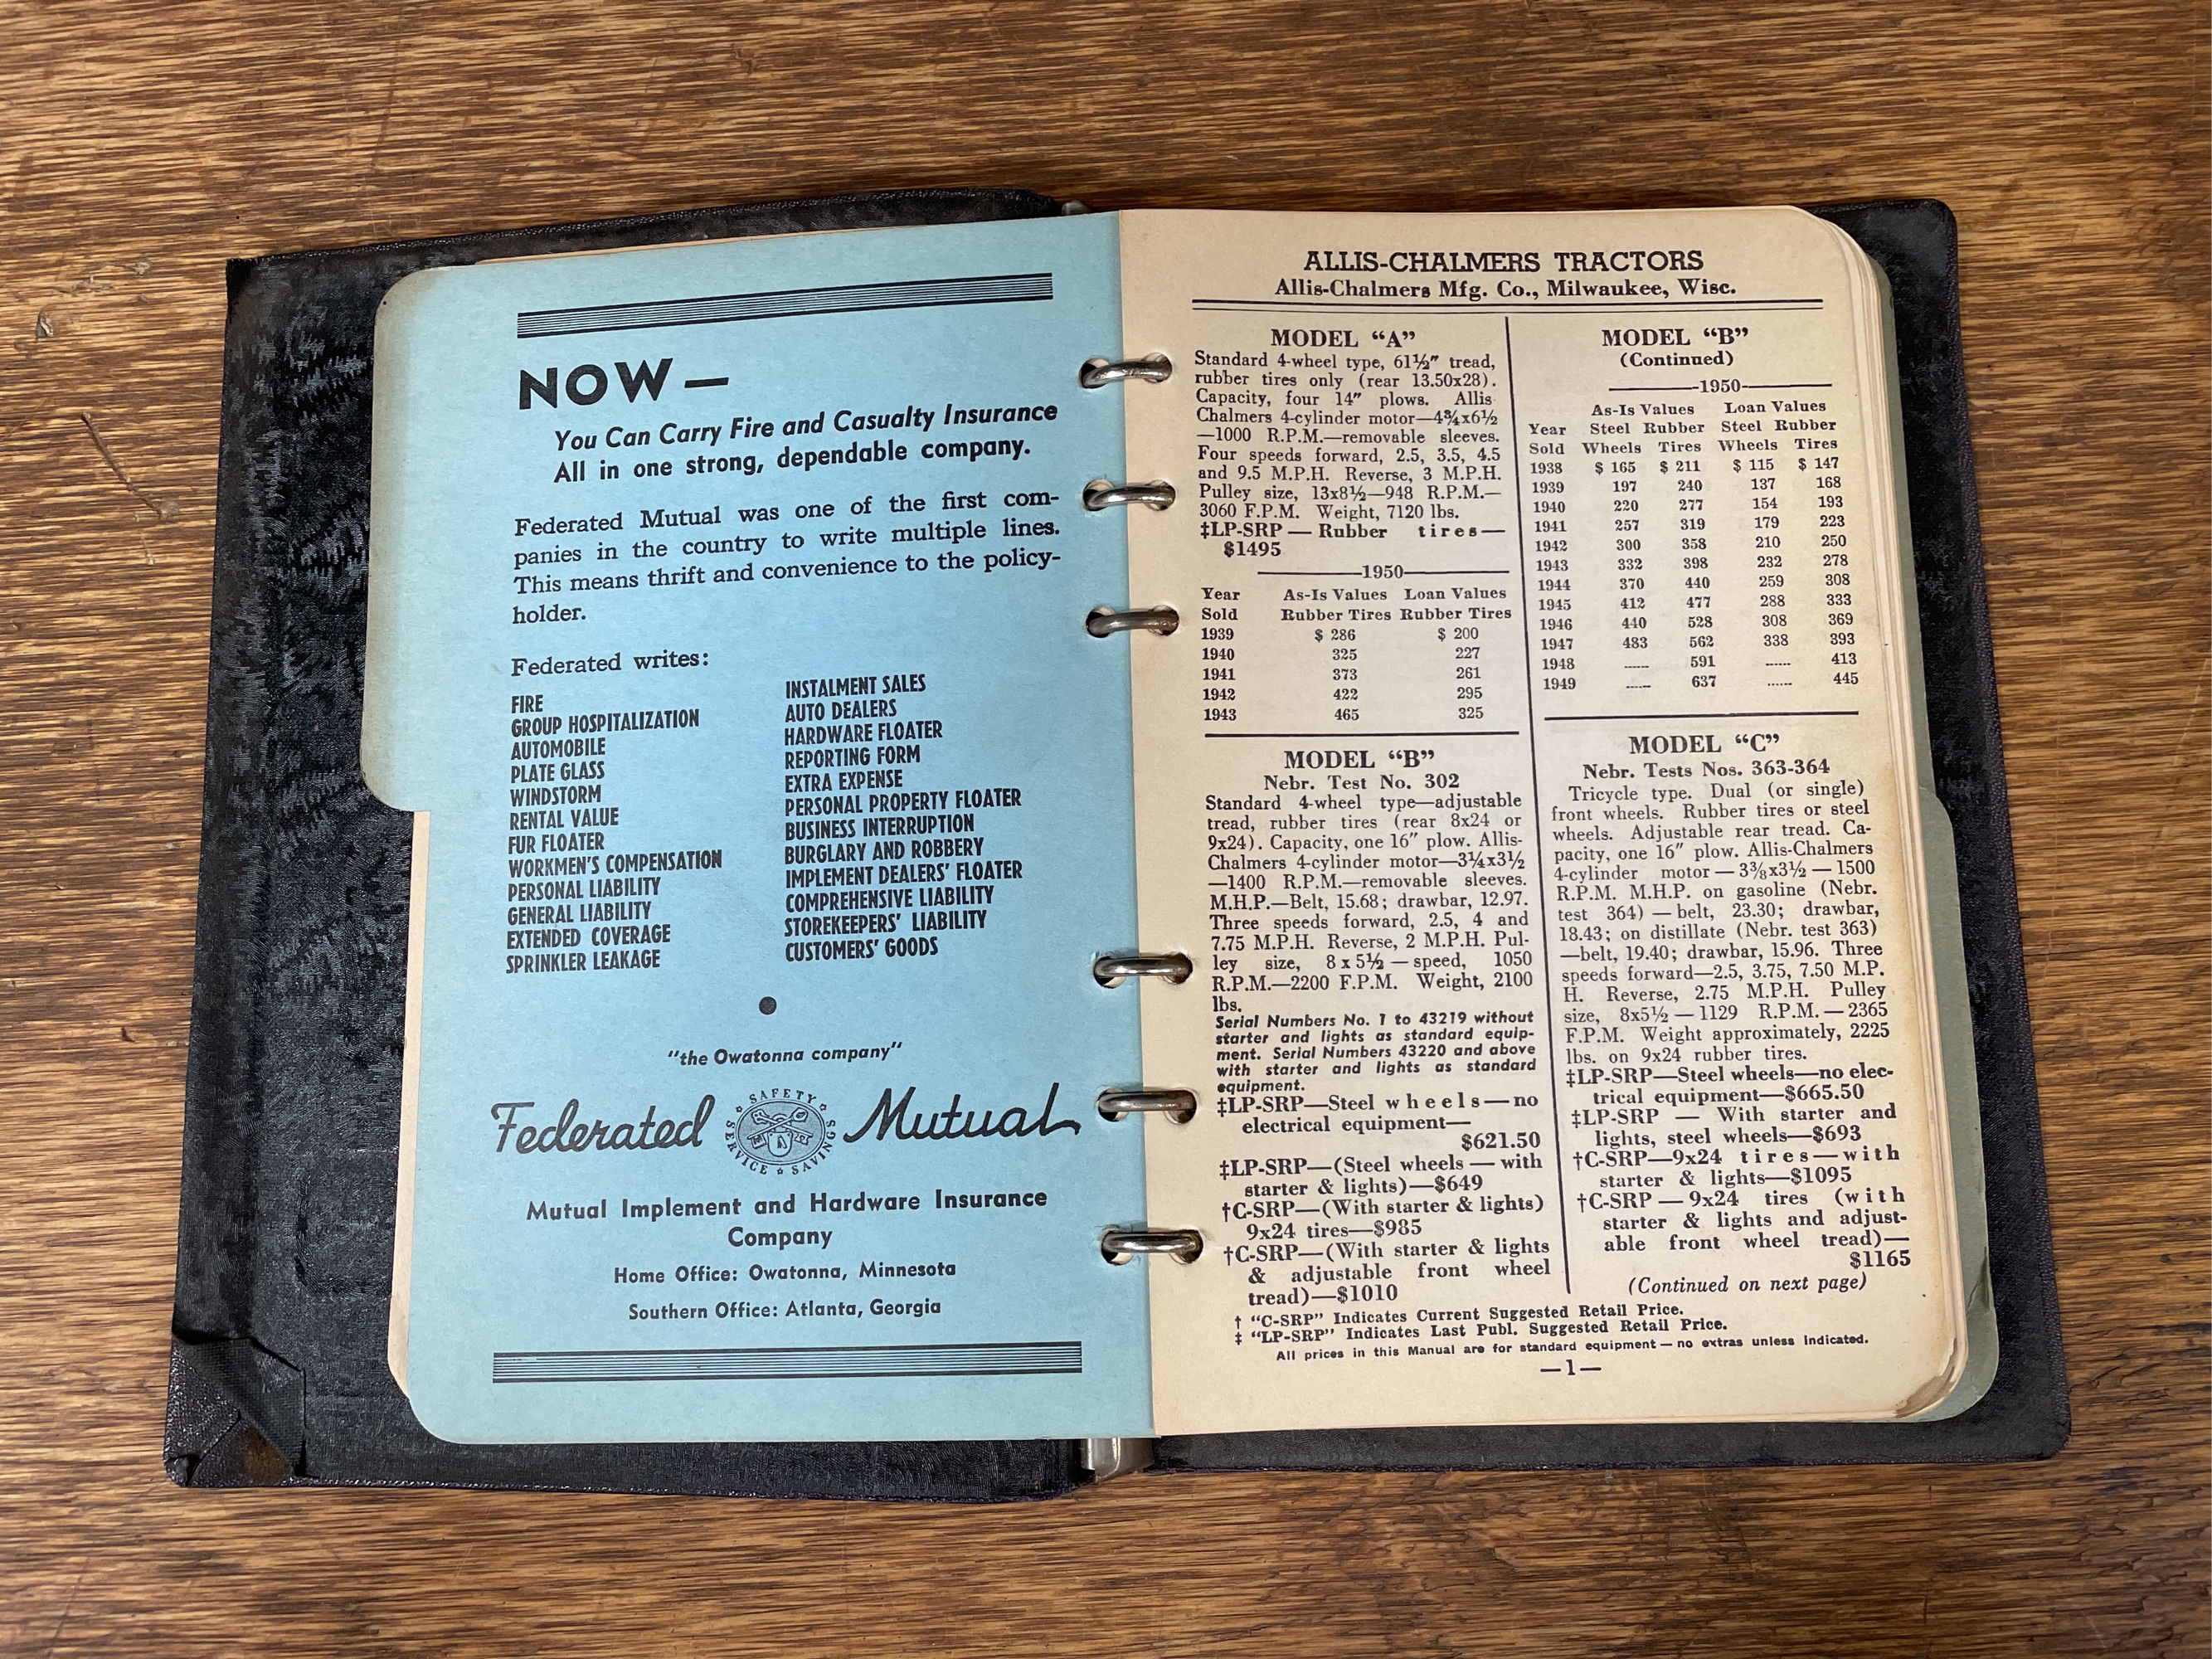 NOW—
You Can Carry Fire and Casualty Insurance
All in one strong, dependable company.
Federated Mutual was one of the first com-
panies in the country to write multiple lines.
This means thrift and convenience to the policy-
holder.
Federated writes:
FIRE
GROUP HOSPITALIZATION
AUTOMOBILE
PLATE GLASS
WINDSTORM
RENTAL VALUE
FUR FLOATER
WORKMEN'S COMPENSATION
PERSONAL LIABILITY
GENERAL LIABILITY
EXTENDED COVERAGE
SPRINKLER LEAKAGE
INSTALMENT SALES
AUTO DEALERS
HARDWARE FLOATER
REPORTING FORM
EXTRA EXPENSE
PERSONAL PROPERTY FLOATER
BUSINESS INTERRUPTION
BURGLARY AND ROBBERY
IMPLEMENT DEALERS' FLOATER
COMPREHENSIVE LIABILITY
STOREKEEPERS' LIABILITY
CUSTOMERS' GOODS
"the Owatonna company"
Federated Mutual
SAFETY SERVICE SAVINGS
Mutual Implement and Hardware Insurance
Company
Home Office: Owatonna, Minnesota
Southern Office: Atlanta, Georgia
ALLIS-CHALMERS TRACTORS
Allis-Chalmers Mfg. Co., Milwaukee, Wisc.
MODEL "A"
Standard 4-wheel type, 61½" tread,
rubber tires only (rear 13.50x28).
Capacity, four 14" plows. Allis
Chalmers 4-cylinder motor—4¾x6½
—1000 R.P.M.—removable sleeves.
Four speeds forward, 2.5, 3.5, 4.5
and 9.5 M.P.H. Reverse, 3 M.P.H.
Pulley size, 13x8½—948 R.P.M.—
3060 F.P.M. Weight, 7120 lbs.
‡LP-SRP — Rubber tires—
$1495
—1950—
Year As-Is Values Loan Values
Sold Rubber Tires Rubber Tires
1939 $ 286 $ 200
1940 325 227
1941 373 261
1942 422 295
1943 465 325
MODEL "B"
Nebr. Test No. 302
Standard 4-wheel type—adjustable
tread, rubber tires (rear 8x24 or
9x24). Capacity, one 16" plow. Allis-
Chalmers 4-cylinder motor—3¼x3½
—1400 R.P.M.—removable sleeves.
M.H.P.—Belt, 15.68; drawbar, 12.97.
Three speeds forward, 2.5, 4 and
7.75 M.P.H. Reverse, 2 M.P.H. Pul-
ley size, 8x5½—speed, 1050
R.P.M.—2200 F.P.M. Weight, 2100
lbs.
Serial Numbers No. 1 to 43219 without
starter and lights as standard equip-
ment. Serial Numbers 43220 and above
with starter and lights as standard
equipment.
‡LP-SRP—Steel wheels—no
electrical equipment—
$621.50
‡LP-SRP—(Steel wheels — with
starter & lights)—$649
†C-SRP—(With starter & lights)
9x24 tires—$985
†C-SRP—(With starter & lights
& adjustable front wheel
tread)—$1010
MODEL "B"
(Continued)
—1950—
As-Is Values Loan Values
Year Steel Rubber Steel Rubber
Sold Wheels Tires Wheels Tires
1938 $ 165 $ 211 $ 115 $ 147
1939 197 240 137 168
1940 220 277 154 193
1941 257 319 179 223
1942 300 358 210 250
1943 332 398 232 278
1944 370 440 259 308
1945 412 477 288 333
1946 440 528 308 369
1947 483 562 338 393
1948 ...... 591 ...... 413
1949 ...... 637 ...... 445
MODEL "C"
Nebr. Tests Nos. 363-364
Tricycle type. Dual (or single)
front wheels. Rubber tires or steel
wheels. Adjustable rear tread. Ca-
pacity, one 16" plow. Allis-Chalmers
4-cylinder motor — 3⅜x3½ — 1500
R.P.M. M.H.P. on gasoline (Nebr.
test 364) — belt, 23.30; drawbar,
18.43; on distillate (Nebr. test 363)
—belt, 19.40; drawbar, 15.96. Three
speeds forward—2.5, 3.75, 7.50 M.P.
H. Reverse, 2.75 M.P.H. Pulley
size, 8x5½ — 1129 R.P.M. — 2365
F.P.M. Weight approximately, 2225
lbs. on 9x24 rubber tires.
‡LP-SRP—Steel wheels—no elec-
trical equipment—$665.50
‡LP-SRP — With starter and
lights, steel wheels—$693
†C-SRP—9x24 tires—with
starter & lights—$1095
†C-SRP — 9x24 tires (with
starter & lights and adjust-
able front wheel tread)—
$1165
(Continued on next page)
† "C-SRP" Indicates Current Suggested Retail Price.
‡ "LP-SRP" Indicates Last Publ. Suggested Retail Price.
All prices in this Manual are for standard equipment — no extras unless indicated.
—1—